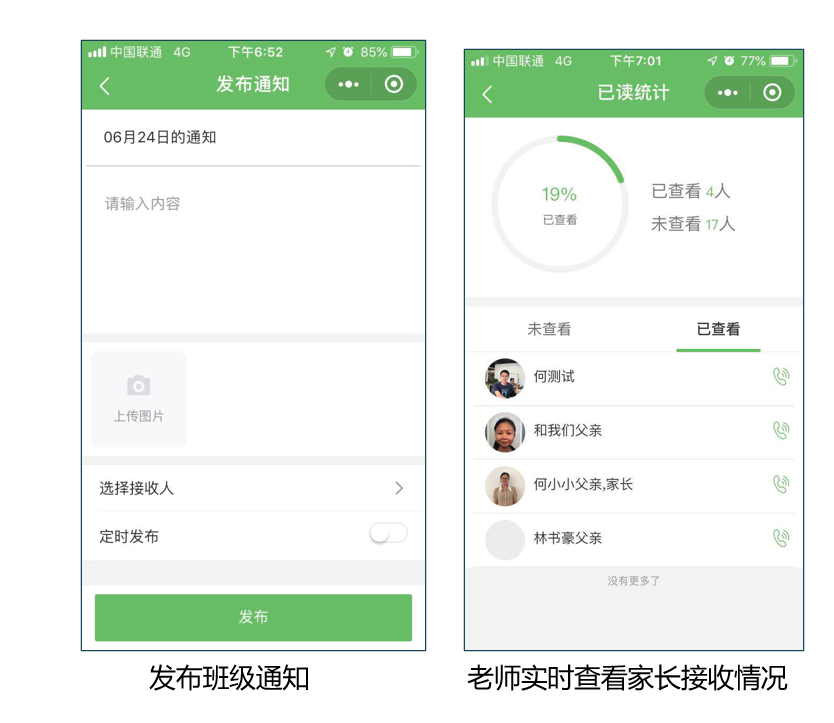 中国联通 4G 下午6:52 85%
发布通知
06月24日的通知
请输入内容
上传图片
选择接收人
定时发布
发布
发布班级通知
中国联通 4G 下午7:01 77%
已读统计
19%
已查看
已查看 4人
未查看 17人
未查看 已查看
何测试
和我们父亲
何小小父亲,家长
林书豪父亲
没有更多了
老师实时查看家长接收情况